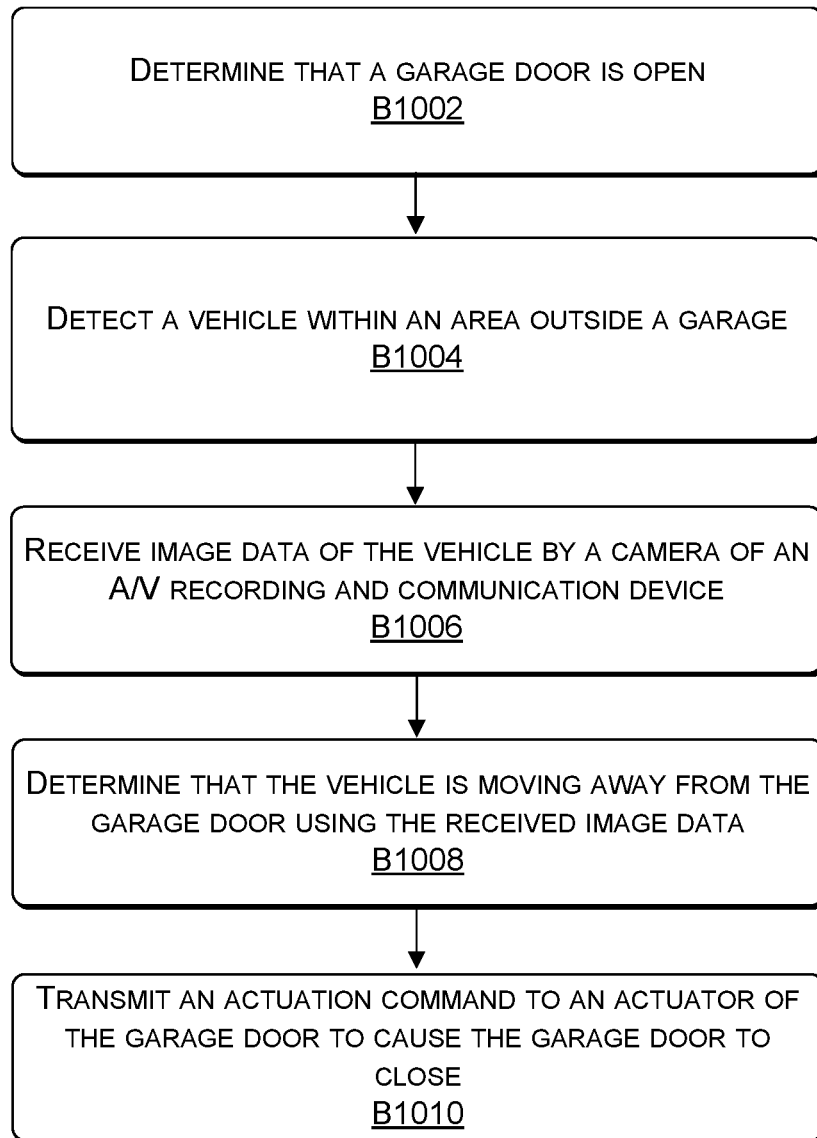 DETERMINE THAT A GARAGE DOOR IS OPEN
B1002
DETECT A VEHICLE WITHIN AN AREA OUTSIDE A GARAGE
B1004
RECEIVE IMAGE DATA OF THE VEHICLE BY A CAMERA OF AN
A/V RECORDING AND COMMUNICATION DEVICE
B1006
DETERMINE THAT THE VEHICLE IS MOVING AWAY FROM THE
GARAGE DOOR USING THE RECEIVED IMAGE DATA
B1008
TRANSMIT AN ACTUATION COMMAND TO AN ACTUATOR OF
THE GARAGE DOOR TO CAUSE THE GARAGE DOOR TO
CLOSE
B1010